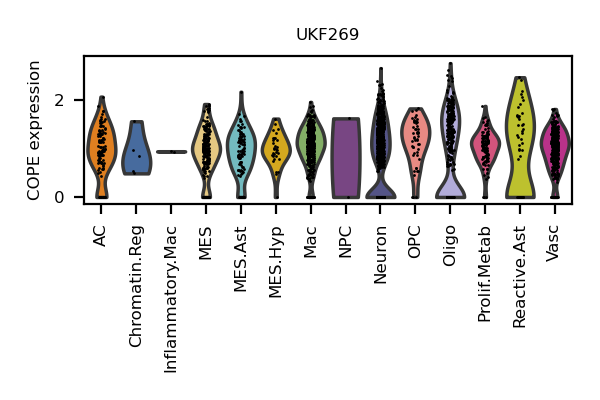 UKF269
COPE expression
2
0
AC
Chromatin.Reg
Inflammatory.Mac
MES
MES.Ast
MES.Hyp
Mac
NPC
Neuron
OPC
Oligo
Prolif.Metab
Reactive.Ast
Vasc